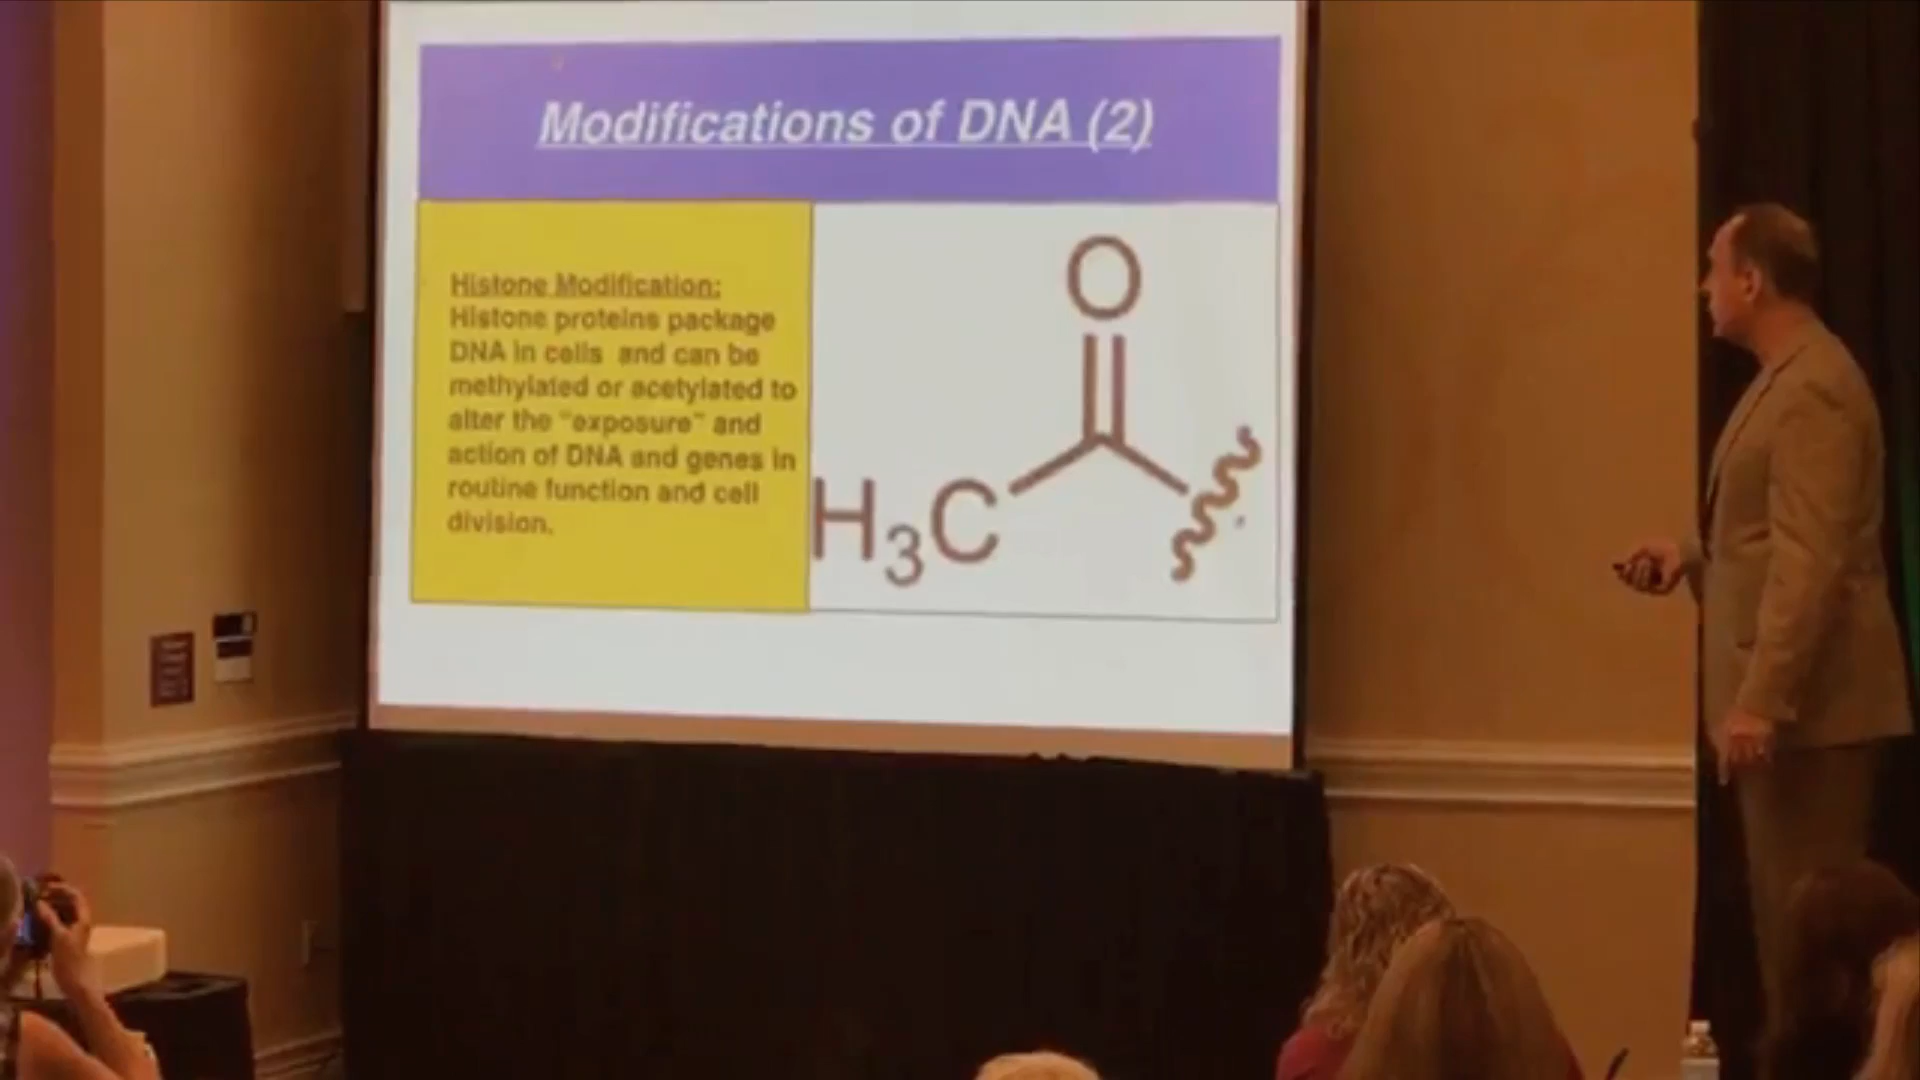 Modifications of DNA (2)
Histone Modification:
Histone proteins package
DNA in cells and can be
methylated or acetylated to
alter the "exposure" and
action of DNA and genes in
routine function and cell
division.
O
H3C